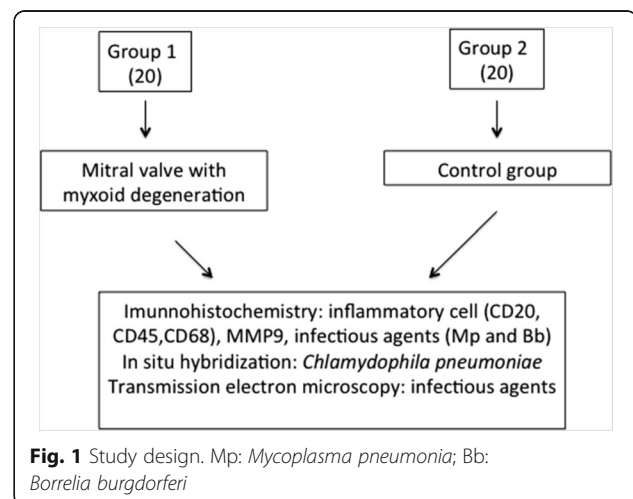 Group 1
(20)
Group 2
(20)
Mitral valve with
myxoid degeneration
Control group
Imunnohistochemistry: inflammatory cell (CD20,
CD45,CD68), MMP9, infectious agents (Mp and Bb)
In situ hybridization: Chlamydophila pneumoniae
Transmission electron microscopy: infectious agents
Fig. 1 Study design. Mp: Mycoplasma pneumonia; Bb:
Borrelia burgdorferi